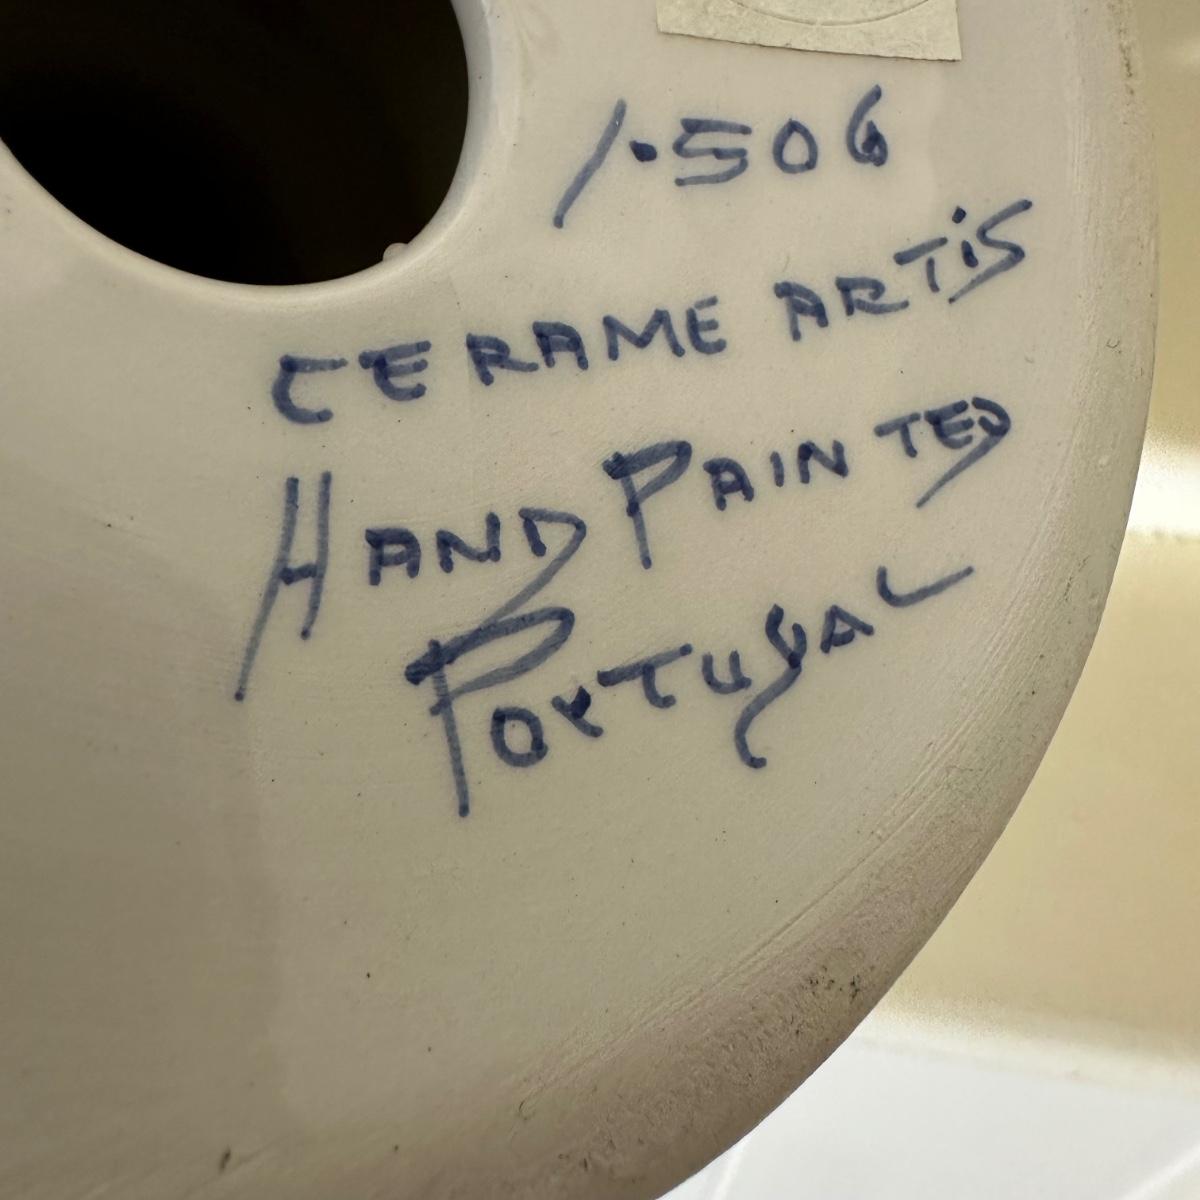 1.506
CERAME ARTiS
HAND PAINTED
PORTUGAL